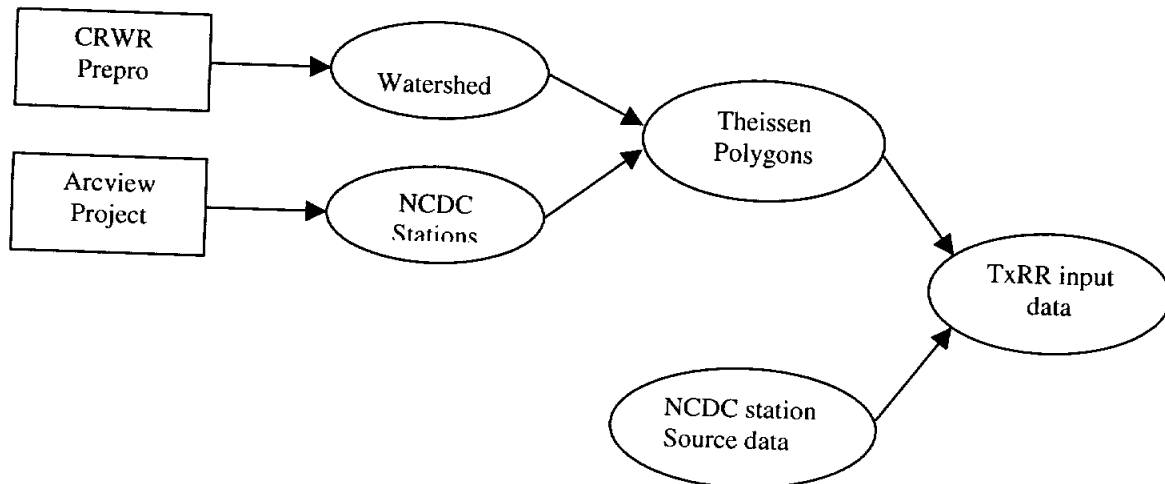 CRWR
Prepro
Watershed
Theissen
Polygons
Arcview
Project
NCDC
Stations
TxRR input
data
NCDC station
Source data